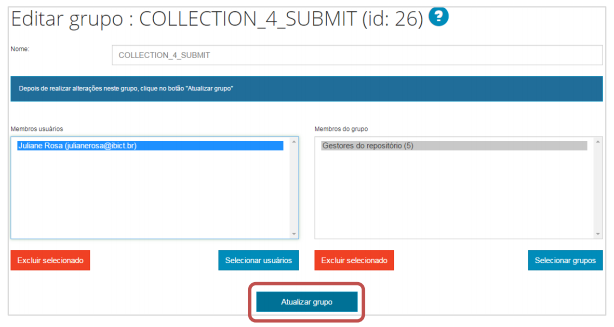 Editar grupo : COLLECTION_4_SUBMIT (id: 26) ?
Nome:
COLLECTION_4_SUBMIT
Depois de realizar alterações neste grupo, clique no botão "Atualizar grupo"
Membros usuários
Membros do grupo
Juliane Rosa (julianerosa@ibict.br)
Gestores do repositório (5)
Excluir selecionado
Selecionar usuários
Excluir selecionado
Selecionar grupos
Atualizar grupo